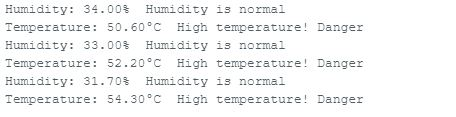 Humidity: 34.00%  Humidity is normal
Temperature: 50.60°C  High temperature! Danger
Humidity: 33.00%  Humidity is normal
Temperature: 52.20°C  High temperature! Danger
Humidity: 31.70%  Humidity is normal
Temperature: 54.30°C  High temperature! Danger